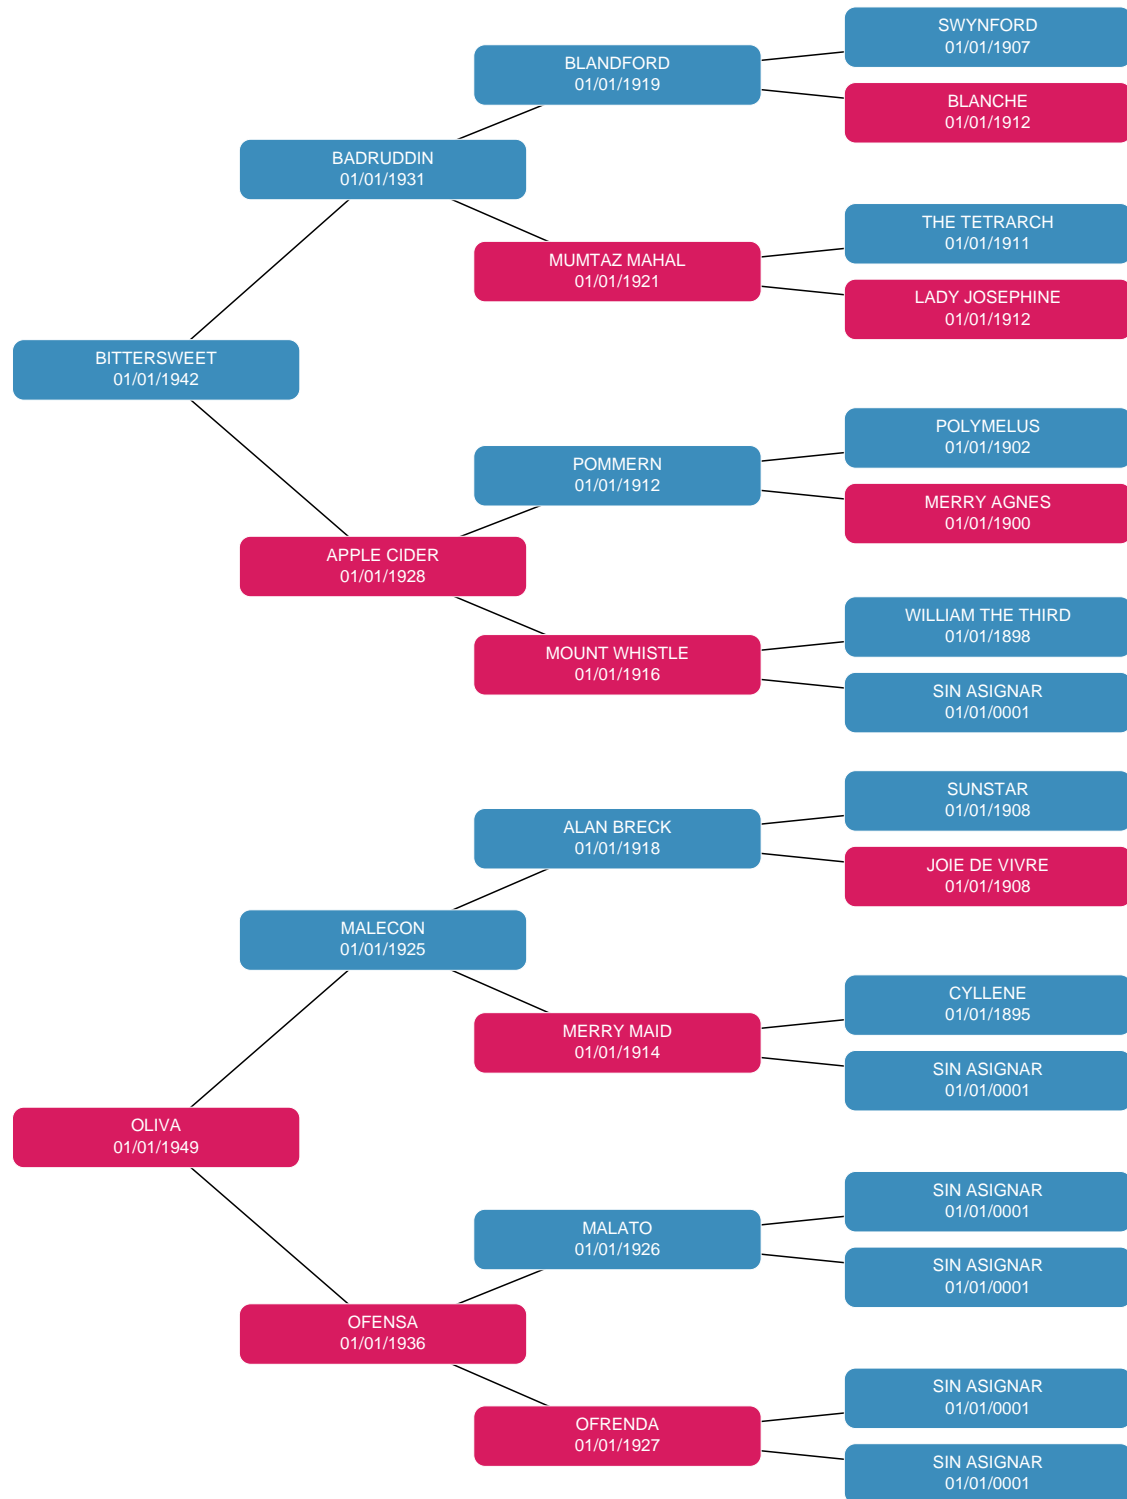 SWYNFORD
01/01/1907
BLANDFORD
01/01/1919
BLANCHE
01/01/1912
BADRUDDIN
01/01/1931
THE TETRARCH
01/01/1911
MUMTAZ MAHAL
01/01/1921
LADY JOSEPHINE
01/01/1912
BITTERSWEET
01/01/1942
POLYMELUS
01/01/1902
POMMERN
01/01/1912
MERRY AGNES
01/01/1900
APPLE CIDER
01/01/1928
WILLIAM THE THIRD
01/01/1898
MOUNT WHISTLE
01/01/1916
SIN ASIGNAR
01/01/0001
SUNSTAR
01/01/1908
ALAN BRECK
01/01/1918
JOIE DE VIVRE
01/01/1908
MALECON
01/01/1925
CYLLENE
01/01/1895
MERRY MAID
01/01/1914
SIN ASIGNAR
01/01/0001
OLIVA
01/01/1949
SIN ASIGNAR
01/01/0001
MALATO
01/01/1926
SIN ASIGNAR
01/01/0001
OFENSA
01/01/1936
SIN ASIGNAR
01/01/0001
OFRENDA
01/01/1927
SIN ASIGNAR
01/01/0001